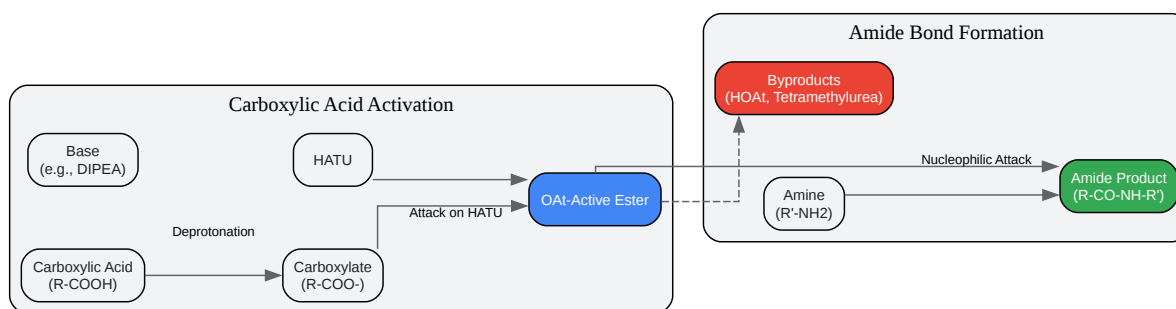 Carboxylic Acid Activation
Base
(e.g., DIPEA)
HATU
Deprotonation
Carboxylic Acid
(R-COOH)
Carboxylate
(R-COO-)
Attack on HATU
OAt-Active Ester
Amide Bond Formation
Byproducts
(HOAt, Tetramethylurea)
Nucleophilic Attack
Amine
(R'-NH2)
Amide Product
(R-CO-NH-R')